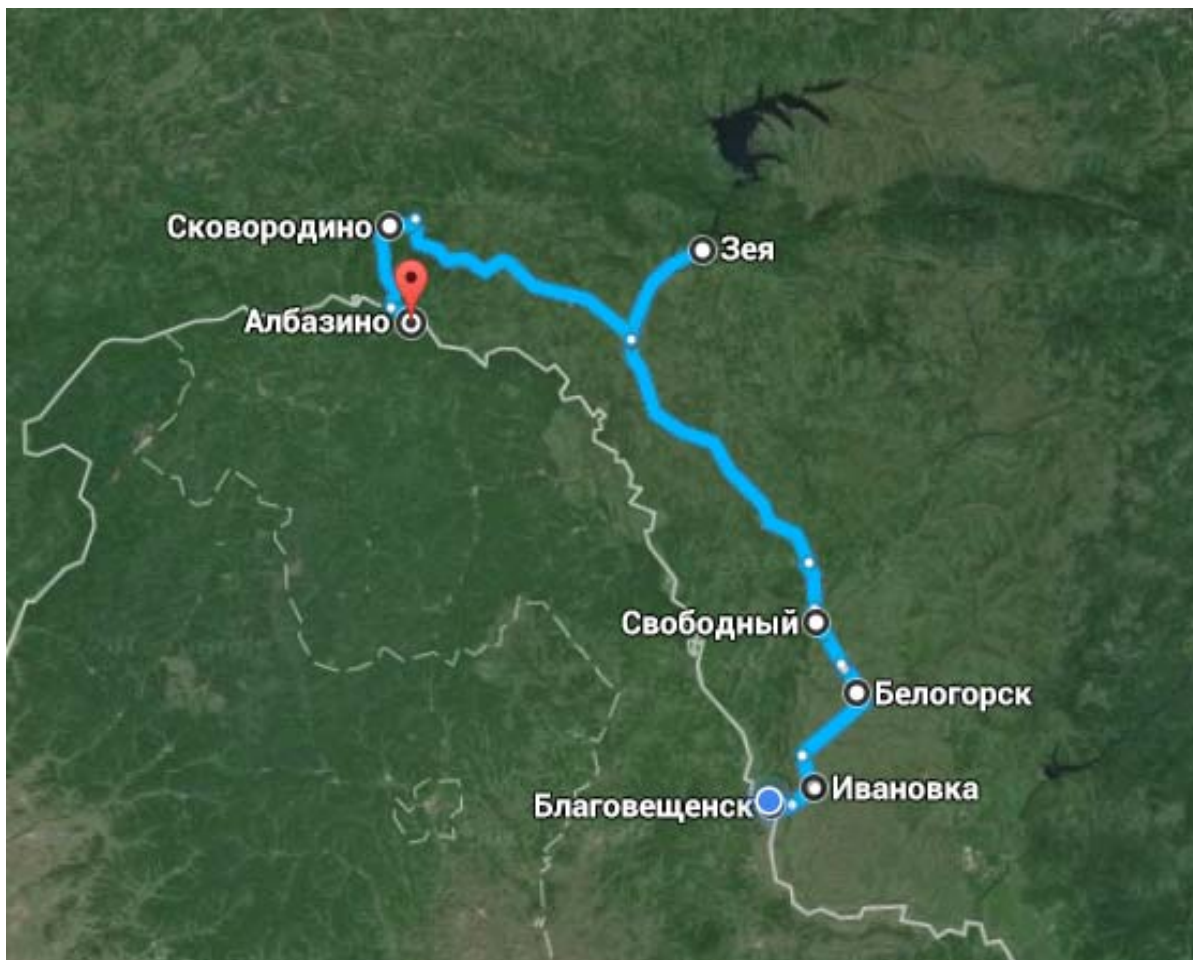 Сковородино
Зея
Албазино
Свободный
Белогорск
Ивановка
Благовещенск